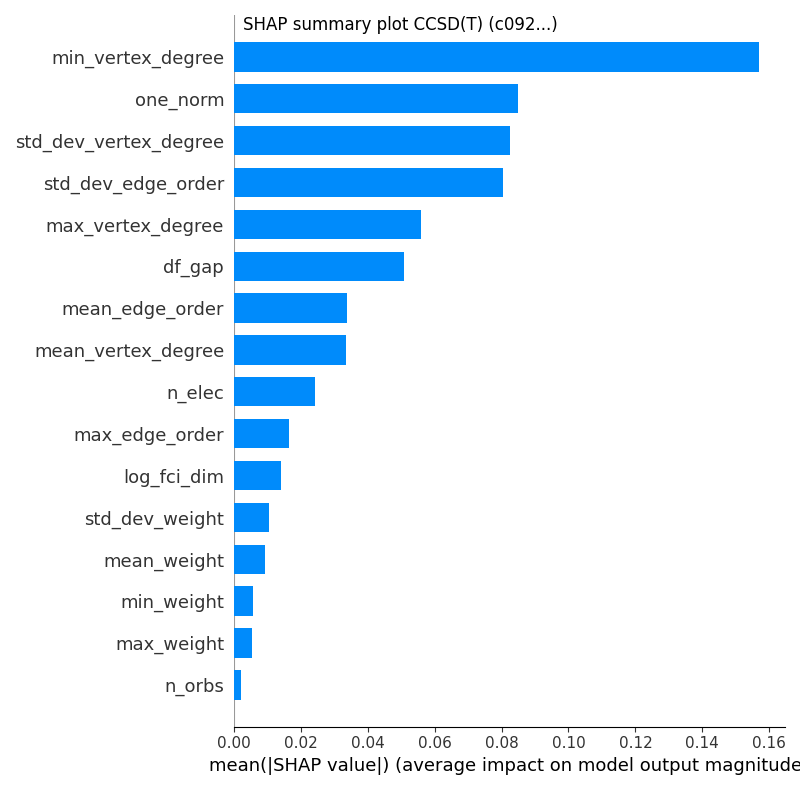 SHAP summary plot CCSD(T) (c092...)
min_vertex_degree
one_norm
std_dev_vertex_degree
std_dev_edge_order
max_vertex_degree
df_gap
mean_edge_order
mean_vertex_degree
n_elec
max_edge_order
log_fci_dim
std_dev_weight
mean_weight
min_weight
max_weight
n_orbs
0.00 0.02 0.04 0.06 0.08 0.10 0.12 0.14 0.16
mean(|SHAP value|) (average impact on model output magnitude